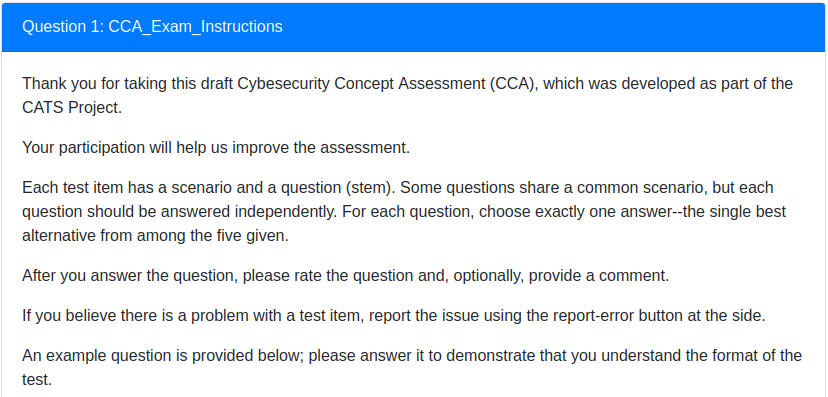 Question 1: CCA_Exam_Instructions
Thank you for taking this draft Cybesecurity Concept Assessment (CCA), which was developed as part of the
CATS Project.
Your participation will help us improve the assessment.
Each test item has a scenario and a question (stem). Some questions share a common scenario, but each
question should be answered independently. For each question, choose exactly one answer--the single best
alternative from among the five given.
After you answer the question, please rate the question and, optionally, provide a comment.
If you believe there is a problem with a test item, report the issue using the report-error button at the side.
An example question is provided below; please answer it to demonstrate that you understand the format of the
test.